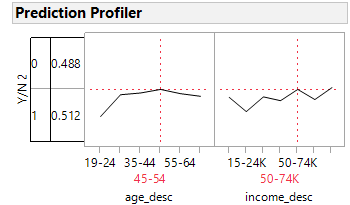 Prediction Profiler
Y/N 2
0 0.488
1 0.512
19-24 35-44 55-64
45-54
age_desc
15-24K 50-74K
50-74K
income_desc